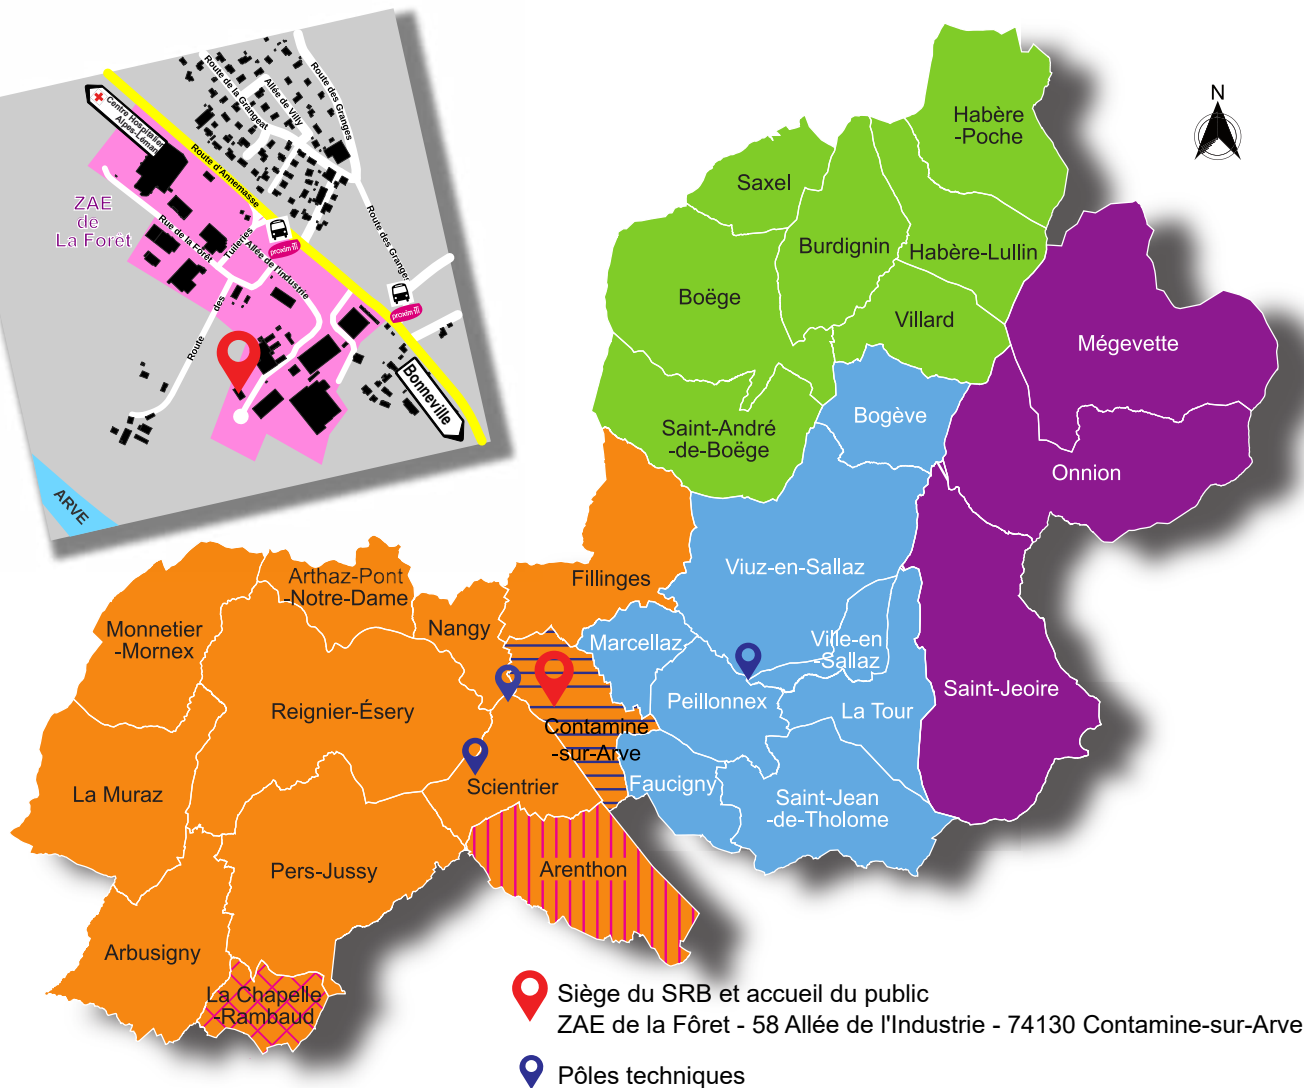 Route de la Grangeat
Allée de Villy
Route des Granges
Centre Hospitalier
Alpes-Léman
Route d'Annemasse
ZAE
de
La Forêt
Rue de la Forêt
Tuileries
des
Route
Allée de l'industrie
proxim iTi
Route des Granges
proxim iTi
Bonneville
ARVE
N
Habère
-Poche
Saxel
Burdignin
Habère-Lullin
Boëge
Villard
Mégevette
Saint-André
-de-Boëge
Bogève
Onnion
Viuz-en-Sallaz
Fillinges
Arthaz-Pont
-Notre-Dame
Monnetier
-Mornex
Nangy
Marcellaz
Ville-en
-Sallaz
Reignier-Ésery
Peillonnex
La Tour
Saint-Jeoire
Contamine
-sur-Arve
La Muraz
Scientrier
Faucigny
Saint-Jean
-de-Tholome
Pers-Jussy
Arenthon
Arbusigny
La Chapelle
-Rambaud
Siège du SRB et accueil du public
ZAE de la Fôret - 58 Allée de l'Industrie - 74130 Contamine-sur-Arve
Pôles techniques